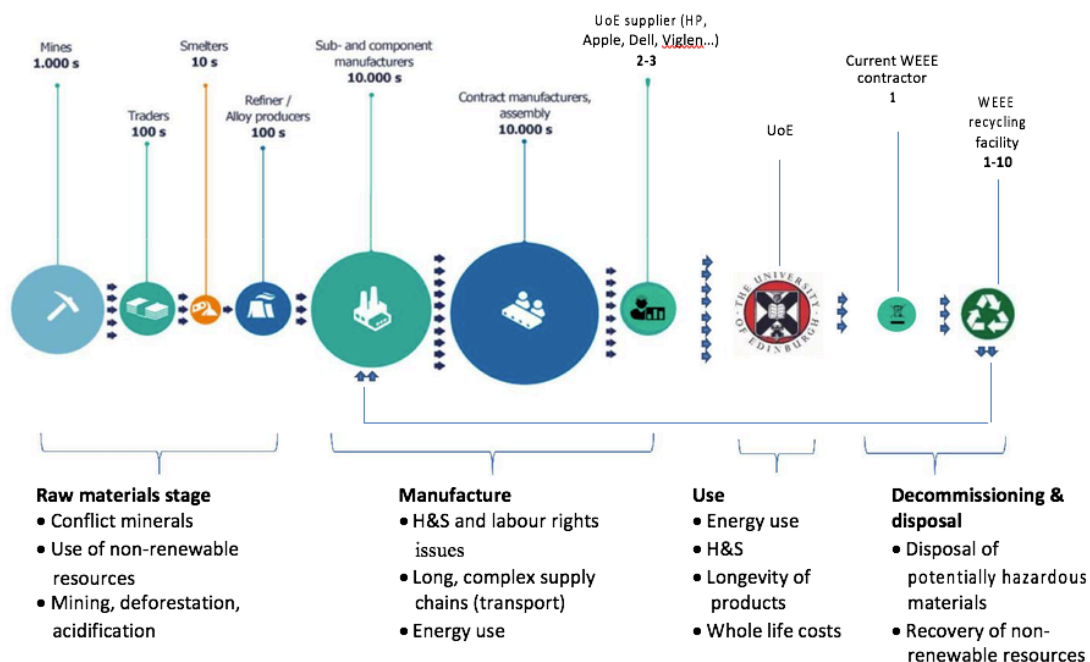 Mines
1.000 s
Traders
100 s
Smelters
10 s
Refiner /
Alloy producers
100 s
Sub- and component
manufacturers
10.000 s
Contract manufacturers,
assembly
10.000 s
UoE supplier (HP,
Apple, Dell, Viglen...)
2-3
UoE
Current WEEE
contractor
1
WEEE
recycling
facility
1-10
THE UNIVERSITY
OF EDINBURGH
Raw materials stage
• Conflict minerals
• Use of non-renewable
resources
• Mining, deforestation,
acidification
Manufacture
• H&S and labour rights
issues
• Long, complex supply
chains (transport)
• Energy use
Use
• Energy use
• H&S
• Longevity of
products
• Whole life costs
Decommissioning &
disposal
• Disposal of
potentially hazardous
materials
• Recovery of non-
renewable resources